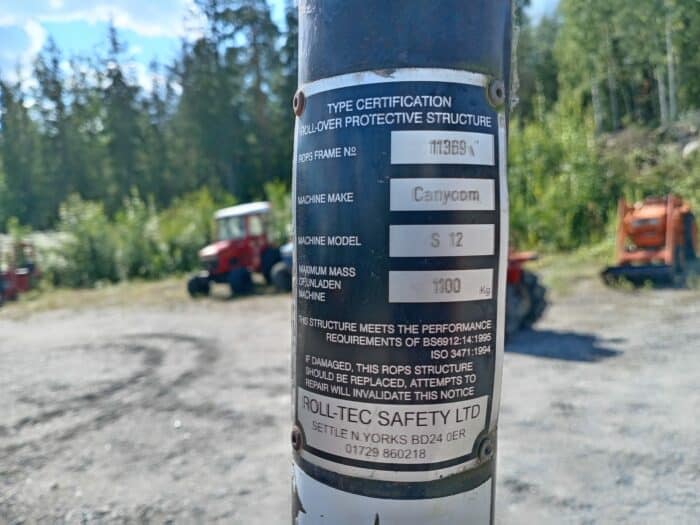 TYPE CERTIFICATION
ROLL-OVER PROTECTIVE STRUCTURE
ROPS FRAME No 11369
MACHINE MAKE Canycom
MACHINE MODEL S 12
MAXIMUM MASS
OF UNLADEN
MACHINE 1100 Kg
THIS STRUCTURE MEETS THE PERFORMANCE
REQUIREMENTS OF BS6912:14:1995
ISO 3471:1994
IF DAMAGED, THIS ROPS STRUCTURE
SHOULD BE REPLACED, ATTEMPTS TO
REPAIR WILL INVALIDATE THIS NOTICE
ROLL-TEC SAFETY LTD
SETTLE N.YORKS BD24 0ER
01729 860218